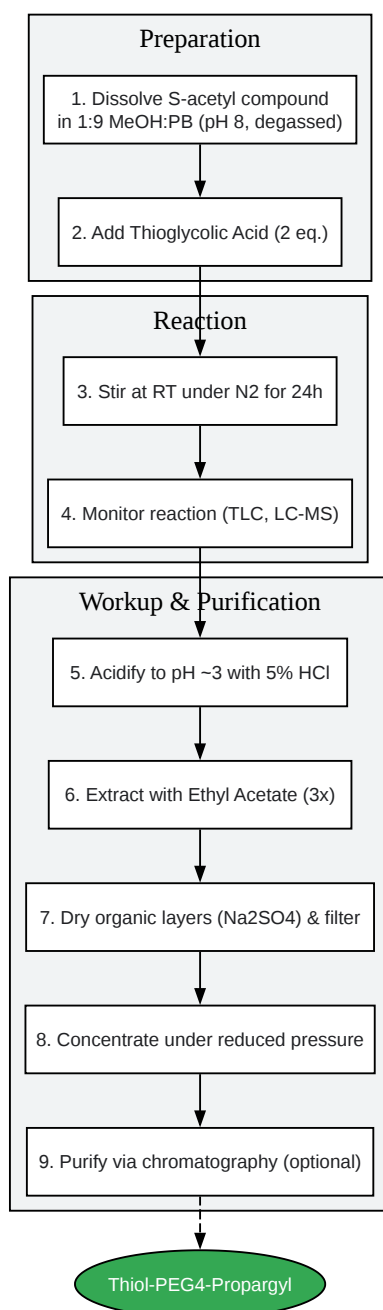 Preparation
1. Dissolve S-acetyl compound
in 1:9 MeOH:PB (pH 8, degassed)
2. Add Thioglycolic Acid (2 eq.)
Reaction
3. Stir at RT under N2 for 24h
4. Monitor reaction (TLC, LC-MS)
Workup & Purification
5. Acidify to pH ~3 with 5% HCl
6. Extract with Ethyl Acetate (3x)
7. Dry organic layers (Na2SO4) & filter
8. Concentrate under reduced pressure
9. Purify via chromatography (optional)
Thiol-PEG4-Propargyl